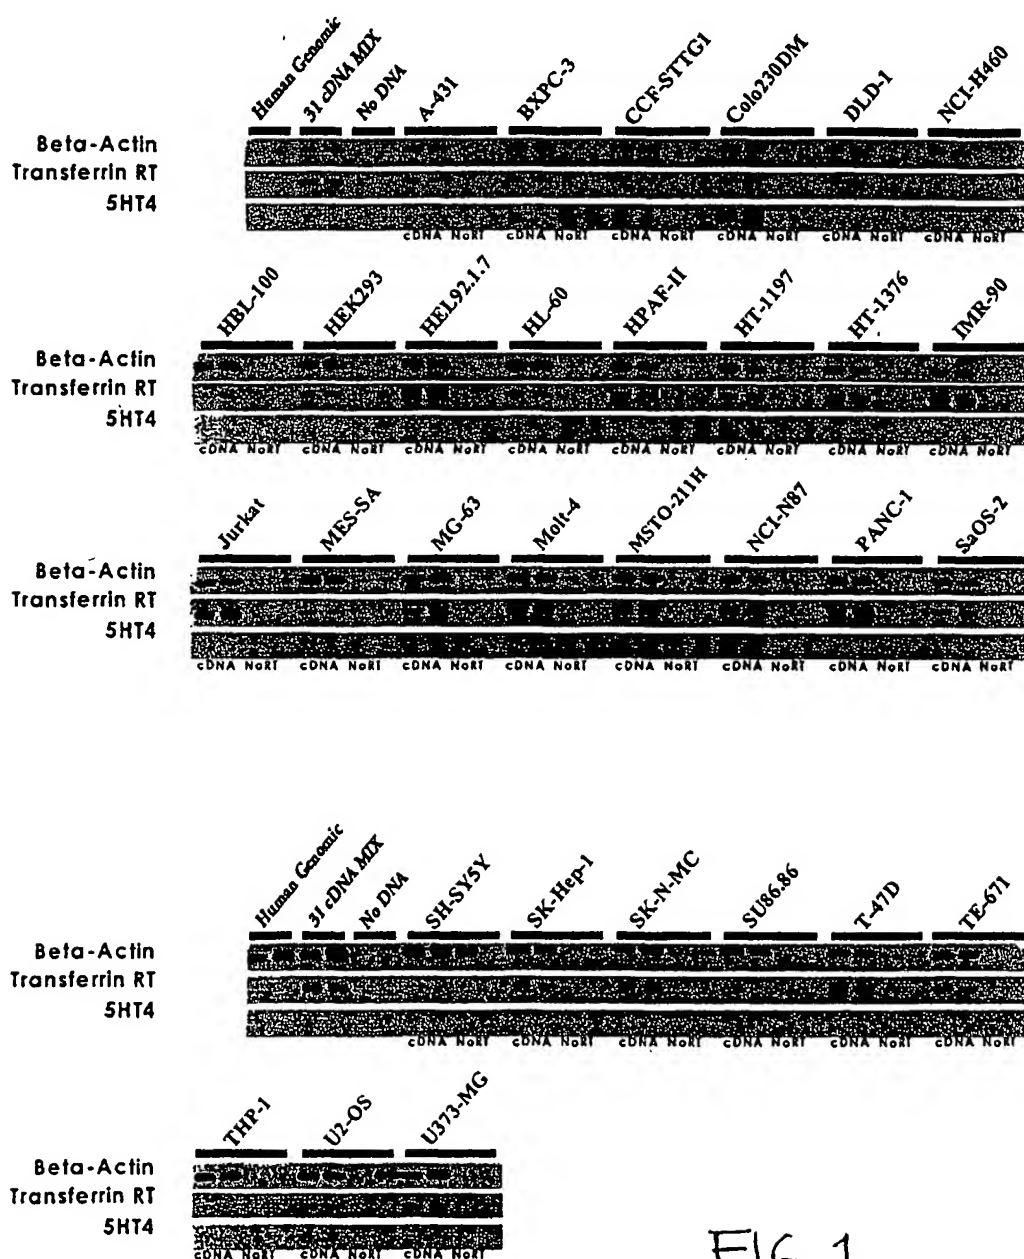 Human Genomic 31 cDNA MIX No DNA A-431 BXPC-3 CCF-STTG1 Colo230DM DLD-1 NCI-H460
Beta-Actin
Transferrin RT
5HT4
cDNA NoRT cDNA NoRT cDNA NoRT cDNA NoRT cDNA NoRT cDNA NoRT
HBL-100 HEK293 HEL92.1.7 HL-60 HPAF-II HT-1197 HT-1376 IMR-90
Beta-Actin
Transferrin RT
5HT4
cDNA NoRT cDNA NoRT cDNA NoRT cDNA NoRT cDNA NoRT cDNA NoRT cDNA NoRT cDNA NoRT
Jurkat MES-SA MG-63 Molt-4 MSTO-211H NCI-N87 PANC-1 SaOS-2
Beta-Actin
Transferrin RT
5HT4
cDNA NoRT cDNA NoRT cDNA NoRT cDNA NoRT cDNA NoRT cDNA NoRT cDNA NoRT cDNA NoRT
Human Genomic 31 cDNA MIX No DNA SH-SY5Y SK-Hep-1 SK-N-MC SU86.86 T-47D TE-671
Beta-Actin
Transferrin RT
5HT4
cDNA NoRT cDNA NoRT cDNA NoRT cDNA NoRT cDNA NoRT cDNA NoRT
THP-1 U2-OS U373-MG
Beta-Actin
Transferrin RT
5HT4
cDNA NoRT cDNA NoRT cDNA NoRT
FIG. 1